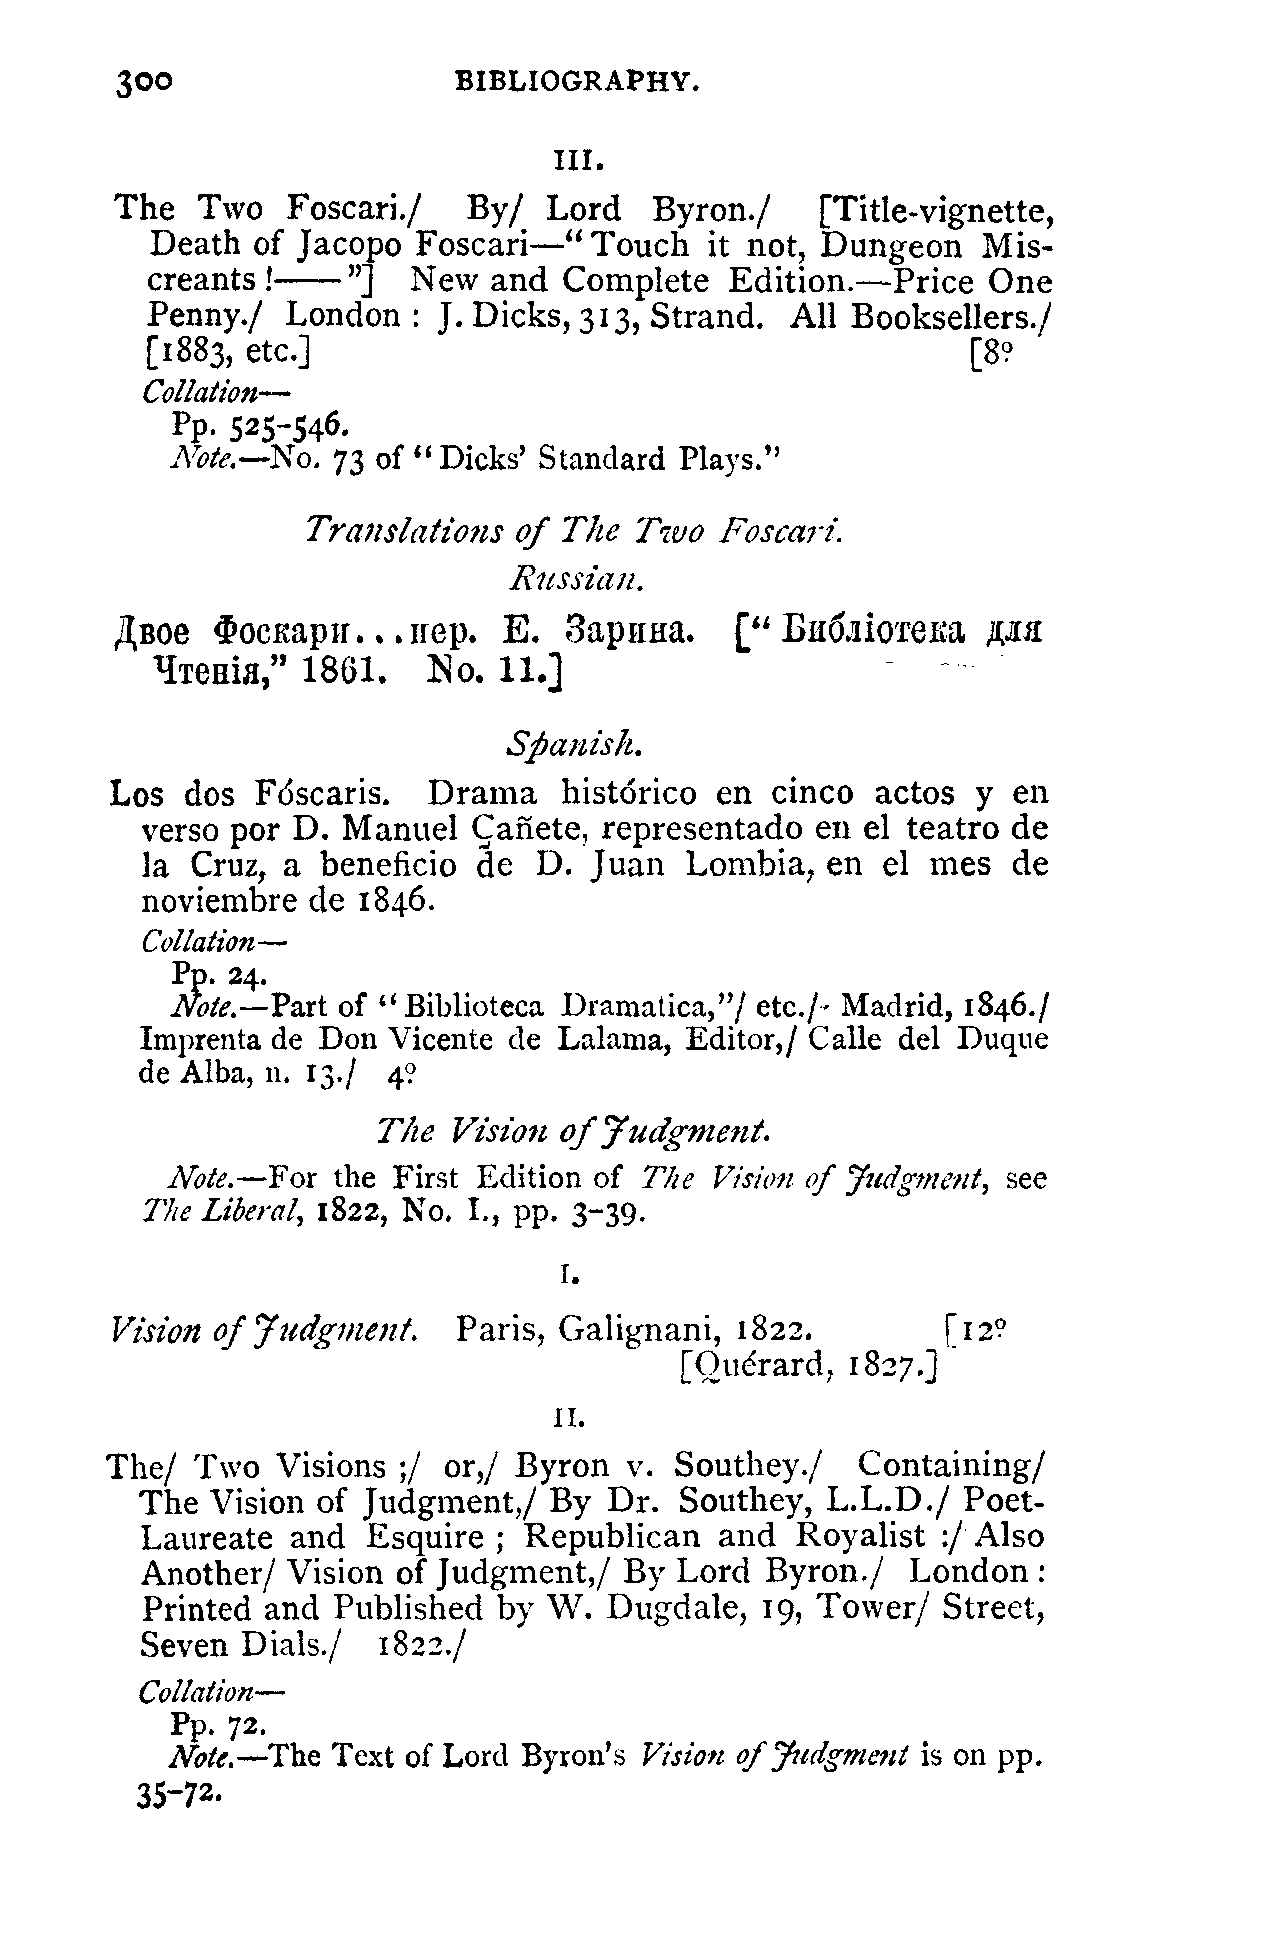 300 BIBLIOGRAPHY.
III.
The Two Foscari./ By/ Lord Byron./ [Title-vignette,
Death of Jacopo Foscari—“Touch it not, Dungeon Mis-
creants!——”] New and Complete Edition.—Price One
Penny./ London : J. Dicks, 313, Strand. All Booksellers./
[1883, etc.] [8º
Collation—
Pp. 525–546.
Note.—No. 73 of “Dicks’ Standard Plays.”
Translations of The Two Foscari.
Russian.
Двое Фоскари...пер. Е. Зарина. [“Библіотека для
Чтенія,” 1861. No. 11.]
Spanish.
Los dos Fóscaris. Drama histórico en cinco actos y en
verso por D. Manuel Çañete, representado en el teatro de
la Cruz, a beneficio de D. Juan Lombia, en el mes de
noviembre de 1846.
Collation—
Pp. 24.
Note.—Part of “Biblioteca Dramatica,”/ etc./· Madrid, 1846./
Imprenta de Don Vicente de Lalama, Editor,/ Calle del Duque
de Alba, n. 13./ 4º
The Vision of Judgment.
Note.—For the First Edition of The Vision of Judgment, see
The Liberal, 1822, No. I., pp. 3–39.
I.
Vision of Judgment. Paris, Galignani, 1822. [12º
[Quérard, 1827.]
II.
The/ Two Visions ;/ or,/ Byron v. Southey./ Containing/
The Vision of Judgment,/ By Dr. Southey, L.L.D./ Poet-
Laureate and Esquire ; Republican and Royalist :/ Also
Another/ Vision of Judgment,/ By Lord Byron./ London :
Printed and Published by W. Dugdale, 19, Tower/ Street,
Seven Dials./ 1822./
Collation—
Pp. 72.
Note.—The Text of Lord Byron’s Vision of Judgment is on pp.
35–72.